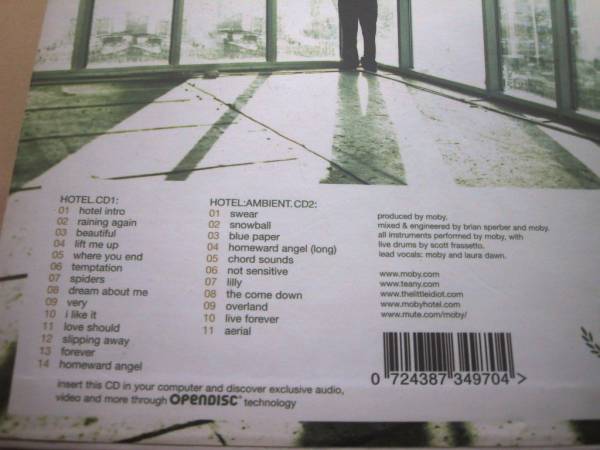 HOTEL.CD1:
01 hotel intro
02 raining again
03 beautiful
04 lift me up
05 where you end
06 temptation
07 spiders
08 dream about me
09 very
10 i like it
11 love should
12 slipping away
13 forever
14 homeward angel
HOTEL:AMBIENT.CD2:
01 swear
02 snowball
03 blue paper
04 homeward angel (long)
05 chord sounds
06 not sensitive
07 lilly
08 the come down
09 overland
10 live forever
11 aerial
produced by moby.
mixed & engineered by brian sperber and moby.
all instruments performed by moby, with
live drums by scott frassetto.
lead vocals: moby and laura dawn.
www.moby.com
www.teany.com
www.thelittleidiot.com
www.mobyhotel.com
www.mute.com/moby/
0 724387 349704 >
insert this CD in your computer and discover exclusive audio,
video and more through OPENDISC technology